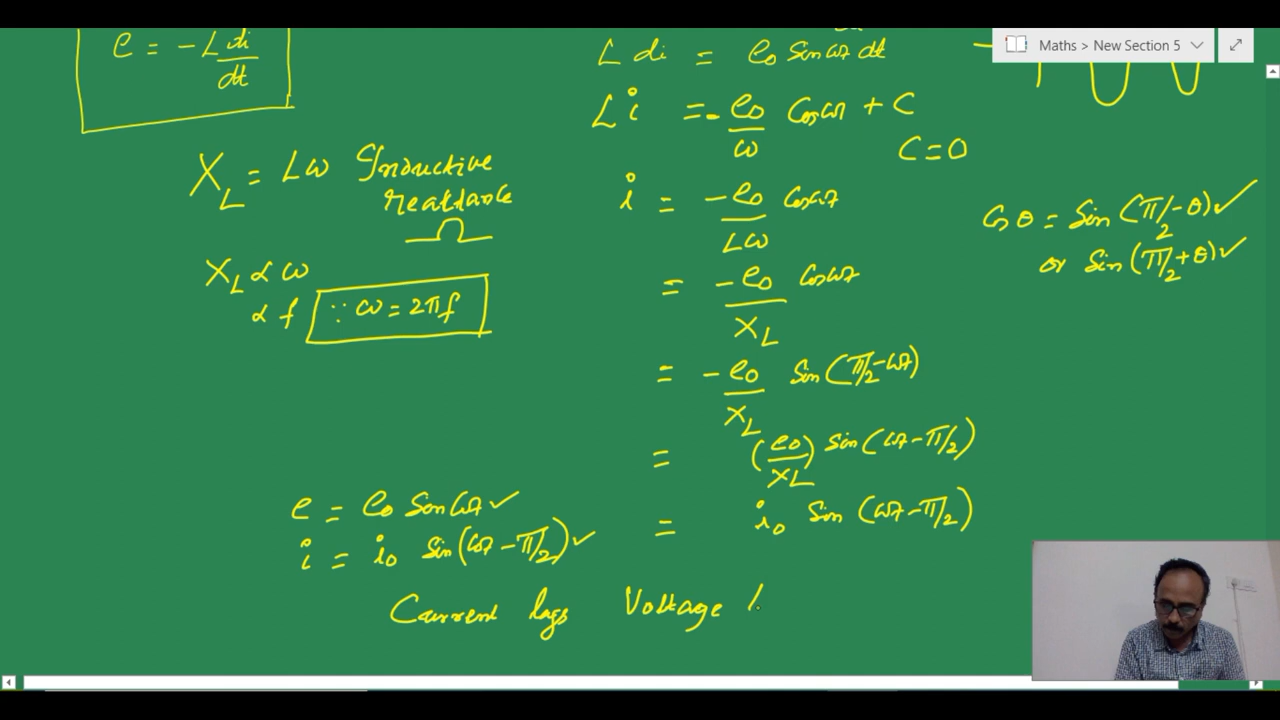 e = -L di/dt
X_L = Lω Inductive
reactance
X_L ∝ ω
∝ f ∵ ω = 2πf
e = e₀ Sin ωt ✓
i = i₀ sin(ωt - π/2) ✓
Current lags Voltage
L di = e₀ Sin ωt dt
L i = - e₀/ω Cos ωt + C
C = 0
i = -e₀/Lω Cos ωt
= -e₀/X_L Cos ωt
= -e₀/X_L Sin(π/2 - ωt)
= (e₀/X_L) sin(ωt - π/2)
= i₀ Sin(ωt - π/2)
Maths > New Section 5
Cos θ = Sin(π/2 - θ) ✓
or Sin(π/2 + θ) ✓